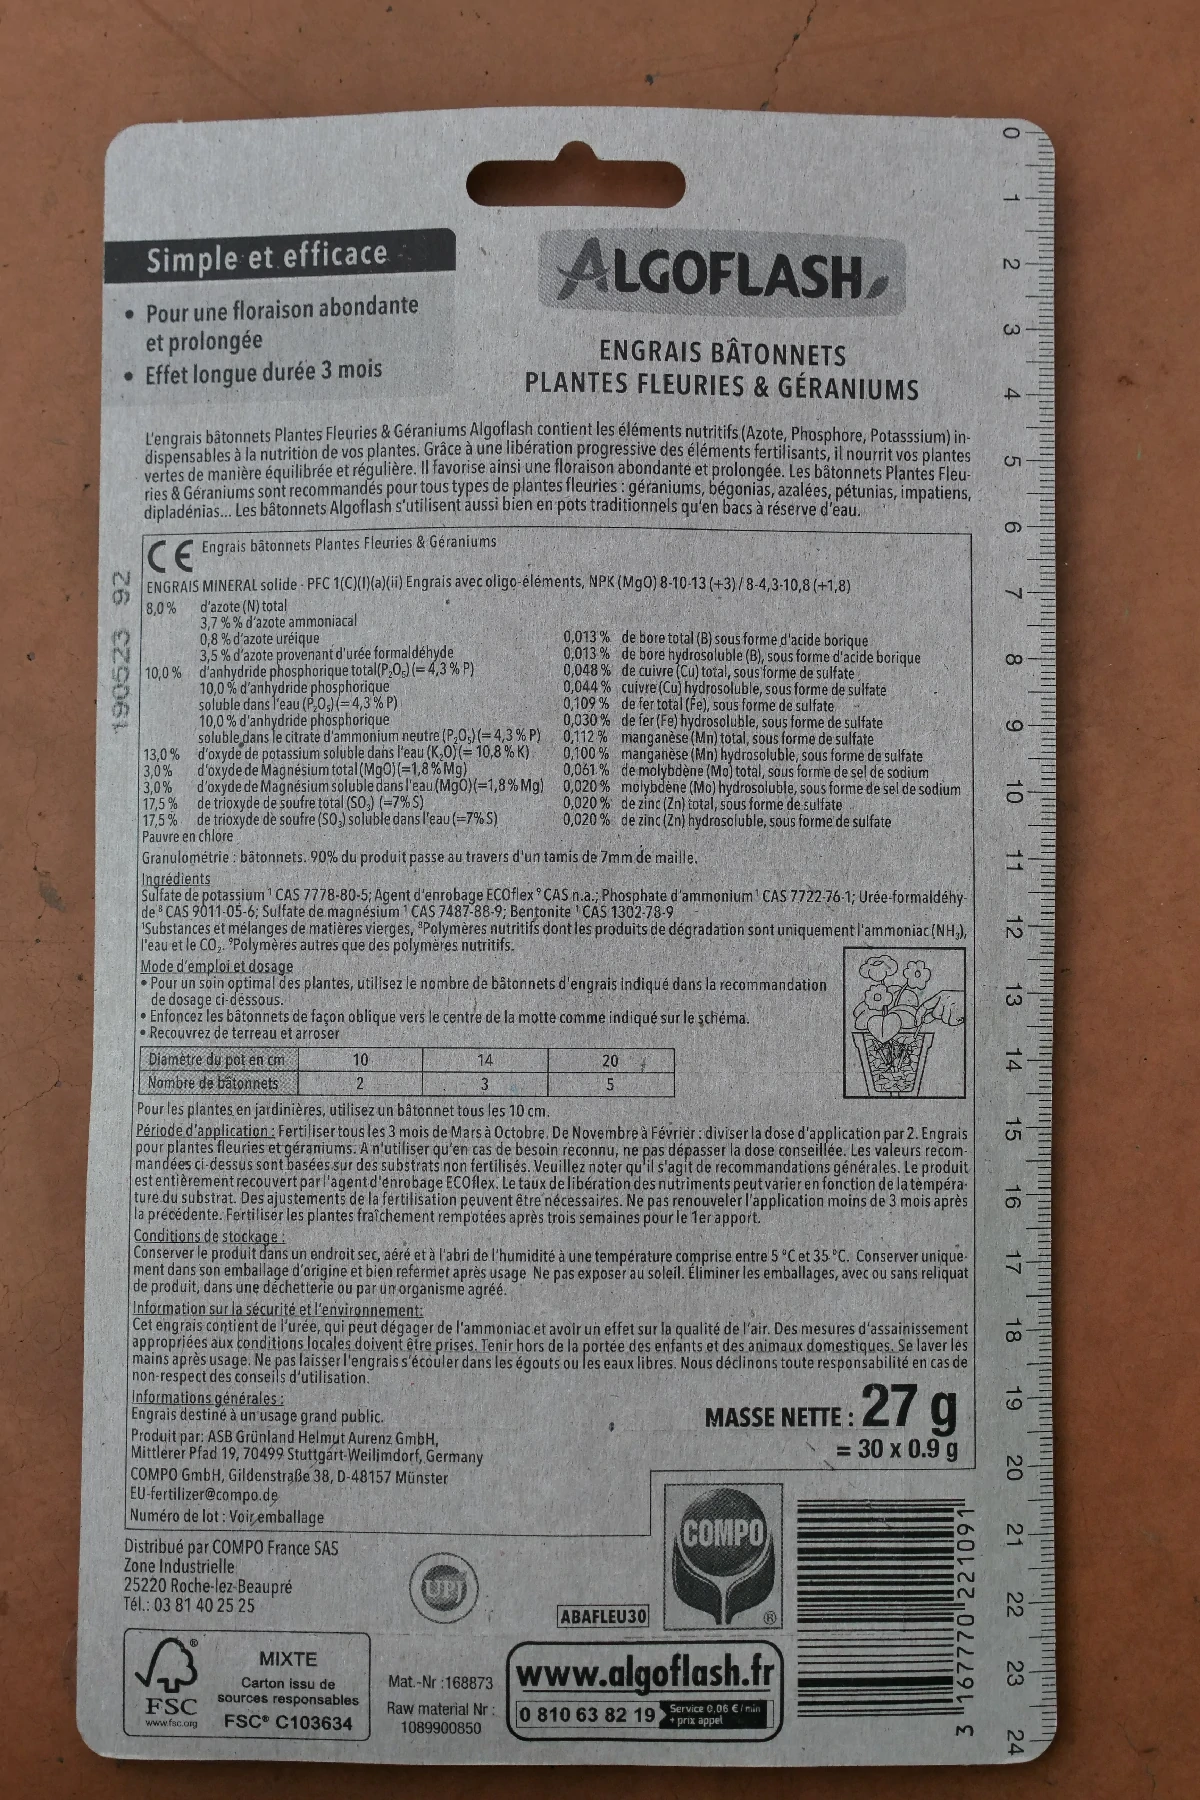 Simple et efficace
• Pour une floraison abondante
et prolongée
• Effet longue durée 3 mois
ALGOFLASH
ENGRAIS BÂTONNETS
PLANTES FLEURIES & GÉRANIUMS
L'engrais bâtonnets Plantes Fleuries & Géraniums Algoflash contient les éléments nutritifs (Azote, Phosphore, Potasssium) in-
dispensables à la nutrition de vos plantes. Grâce à une libération progressive des éléments fertilisants, il nourrit vos plantes
vertes de manière équilibrée et régulière. Il favorise ainsi une floraison abondante et prolongée. Les bâtonnets Plantes Fleu-
ries & Géraniums sont recommandés pour tous types de plantes fleuries : géraniums, bégonias, azalées, pétunias, impatiens,
dipladénias... Les bâtonnets Algoflash s'utilisent aussi bien en pots traditionnels qu'en bacs à réserve d'eau.
CE Engrais bâtonnets Plantes Fleuries & Géraniums
ENGRAIS MINERAL solide - PFC 1(C)(I)(a)(ii) Engrais avec oligo-éléments, NPK (MgO) 8-10-13 (+3) / 8-4,3-10,8 (+1,8)
8,0 % d'azote (N) total
3,7 % % d'azote ammoniacal
0,8 % d'azote uréique
3,5 % d'azote provenant d'urée formaldéhyde
10,0 % d'anhydride phosphorique total(P₂O₅) (= 4,3 % P)
10,0 % d'anhydride phosphorique
soluble dans l'eau (P₂O₅) (= 4,3 % P)
10,0 % d'anhydride phosphorique
soluble dans le citrate d'ammonium neutre (P₂O₅) (= 4,3 % P)
13,0 % d'oxyde de potassium soluble dans l'eau (K₂O) (= 10,8 % K)
3,0 % d'oxyde de Magnésium total (MgO) (=1,8 % Mg)
3,0 % d'oxyde de Magnésium soluble dans l'eau (MgO) (=1,8 % Mg)
17,5 % de trioxyde de soufre total (SO₃) (=7% S)
17,5 % de trioxyde de soufre (SO₃) soluble dans l'eau (=7% S)
Pauvre en chlore
0,013 % de bore total (B) sous forme d'acide borique
0,013 % de bore hydrosoluble (B), sous forme d'acide borique
0,048 % de cuivre (Cu) total, sous forme de sulfate
0,044 % cuivre (Cu) hydrosoluble, sous forme de sulfate
0,109 % de fer total (Fe), sous forme de sulfate
0,030 % de fer (Fe) hydrosoluble, sous forme de sulfate
0,112 % manganèse (Mn) total, sous forme de sulfate
0,100 % manganèse (Mn) hydrosoluble, sous forme de sulfate
0,061 % de molybdène (Mo) total, sous forme de sel de sodium
0,020 % molybdène (Mo) hydrosoluble, sous forme de sel de sodium
0,020 % de zinc (Zn) total, sous forme de sulfate
0,020 % de zinc (Zn) hydrosoluble, sous forme de sulfate
Granulométrie : bâtonnets. 90% du produit passe au travers d'un tamis de 7mm de maille.
Ingrédients
Sulfate de potassium ¹ CAS 7778-80-5; Agent d'enrobage ECOflex ⁹ CAS n.a.; Phosphate d'ammonium ¹ CAS 7722-76-1; Urée-formaldéhy-
de ⁸ CAS 9011-05-6; Sulfate de magnésium ¹ CAS 7487-88-9; Bentonite ¹ CAS 1302-78-9
¹Substances et mélanges de matières vierges, ⁸Polymères nutritifs dont les produits de dégradation sont uniquement l'ammoniac (NH₃),
l'eau et le CO₂. ⁹Polymères autres que des polymères nutritifs.
Mode d'emploi et dosage
• Pour un soin optimal des plantes, utilisez le nombre de bâtonnets d'engrais indiqué dans la recommandation
de dosage ci-dessous.
• Enfoncez les bâtonnets de façon oblique vers le centre de la motte comme indiqué sur le schéma.
• Recouvrez de terreau et arroser
Diamètre du pot en cm 10 14 20
Nombre de bâtonnets 2 3 5
Pour les plantes en jardinières, utilisez un bâtonnet tous les 10 cm.
Période d'application : Fertiliser tous les 3 mois de Mars à Octobre. De Novembre à Février : diviser la dose d'application par 2. Engrais
pour plantes fleuries et géraniums. A n'utiliser qu'en cas de besoin reconnu, ne pas dépasser la dose conseillée. Les valeurs recom-
mandées ci-dessus sont basées sur des substrats non fertilisés. Veuillez noter qu'il s'agit de recommandations générales. Le produit
est entièrement recouvert par l'agent d'enrobage ECOflex. Le taux de libération des nutriments peut varier en fonction de la tempéra-
ture du substrat. Des ajustements de la fertilisation peuvent être nécessaires. Ne pas renouveler l'application moins de 3 mois après
la précédente. Fertiliser les plantes fraîchement rempotées après trois semaines pour le 1er apport.
Conditions de stockage :
Conserver le produit dans un endroit sec, aéré et à l'abri de l'humidité à une température comprise entre 5 °C et 35 °C. Conserver unique-
ment dans son emballage d'origine et bien refermer après usage Ne pas exposer au soleil. Éliminer les emballages, avec ou sans reliquat
de produit, dans une déchetterie ou par un organisme agréé.
Information sur la sécurité et l'environnement:
Cet engrais contient de l'urée, qui peut dégager de l'ammoniac et avoir un effet sur la qualité de l'air. Des mesures d'assainissement
appropriées aux conditions locales doivent être prises. Tenir hors de la portée des enfants et des animaux domestiques. Se laver les
mains après usage. Ne pas laisser l'engrais s'écouler dans les égouts ou les eaux libres. Nous déclinons toute responsabilité en cas de
non-respect des conseils d'utilisation.
Informations générales :
Engrais destiné à un usage grand public.
Produit par: ASB Grünland Helmut Aurenz GmbH,
Mittlerer Pfad 19, 70499 Stuttgart-Weilimdorf, Germany
COMPO GmbH, Gildenstraße 38, D-48157 Münster
EU-fertilizer@compo.de
Numéro de lot : Voir emballage
MASSE NETTE : 27 g
= 30 x 0.9 g
Distribué par COMPO France SAS
Zone Industrielle
25220 Roche-lez-Beaupré
Tél.: 03 81 40 25 25
UPJ
COMPO
®
ABAFLEU30
FSC
www.fsc.org
MIXTE
Carton issu de
sources responsables
FSC® C103634
Mat.-Nr :168873
Raw material Nr :
1089900850
www.algoflash.fr
0 810 63 82 19 Service 0,06 € / min
+ prix appel
3 167770 221091
190523 92
0 1 2 3 4 5 6 7 8 9 10 11 12 13 14 15 16 17 18 19 20 21 22 23 24